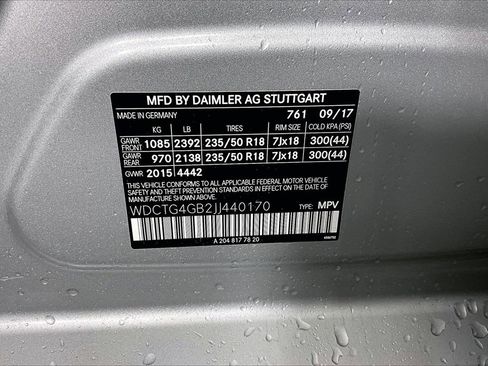 MFD BY DAIMLER AG STUTTGART
MADE IN GERMANY 761 09/17
KG LB TIRES RIM SIZE COLD KPA (PSI)
GAWR FRONT 1085 2392 235/50 R18 7Jx18 300(44)
GAWR REAR 970 2138 235/50 R18 7Jx18 300(44)
GVWR 2015 4442
THIS VEHICLE CONFORMS TO ALL APPLICABLE FEDERAL MOTOR VEHICLE
SAFETY AND THEFT PREVENTION STANDARDS IN EFFECT ON THE DATE
OF MANUFACTURE SHOWN ABOVE.
WDCTG4GB2JJ440170 TYPE: MPV
A 204 817 78 20